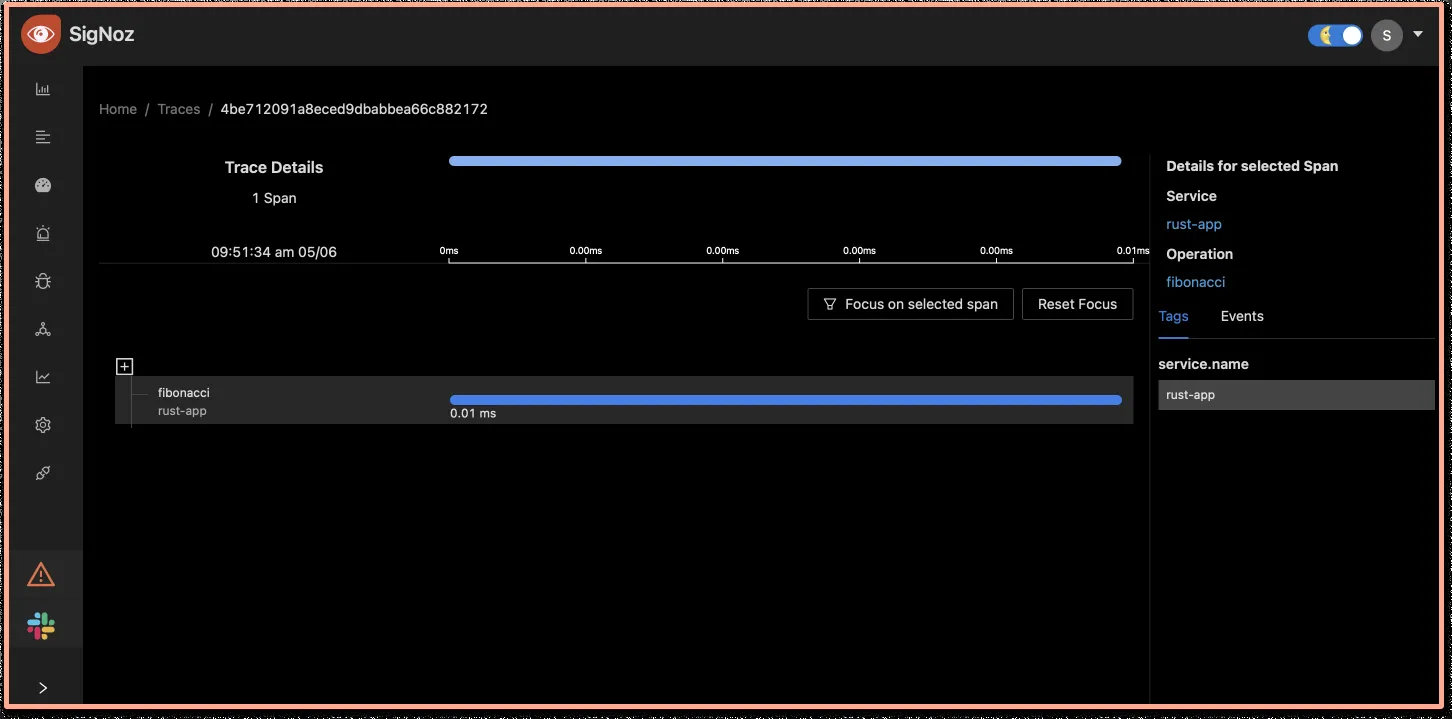 SigNoz
S
Home / Traces / 4be712091a8eced9dbabbea66c882172
Trace Details
1 Span
09:51:34 am 05/06
0ms 0.00ms 0.00ms 0.00ms 0.00ms 0.01ms
Focus on selected span Reset Focus
fibonacci
rust-app
0.01 ms
Details for selected Span
Service
rust-app
Operation
fibonacci
Tags Events
service.name
rust-app